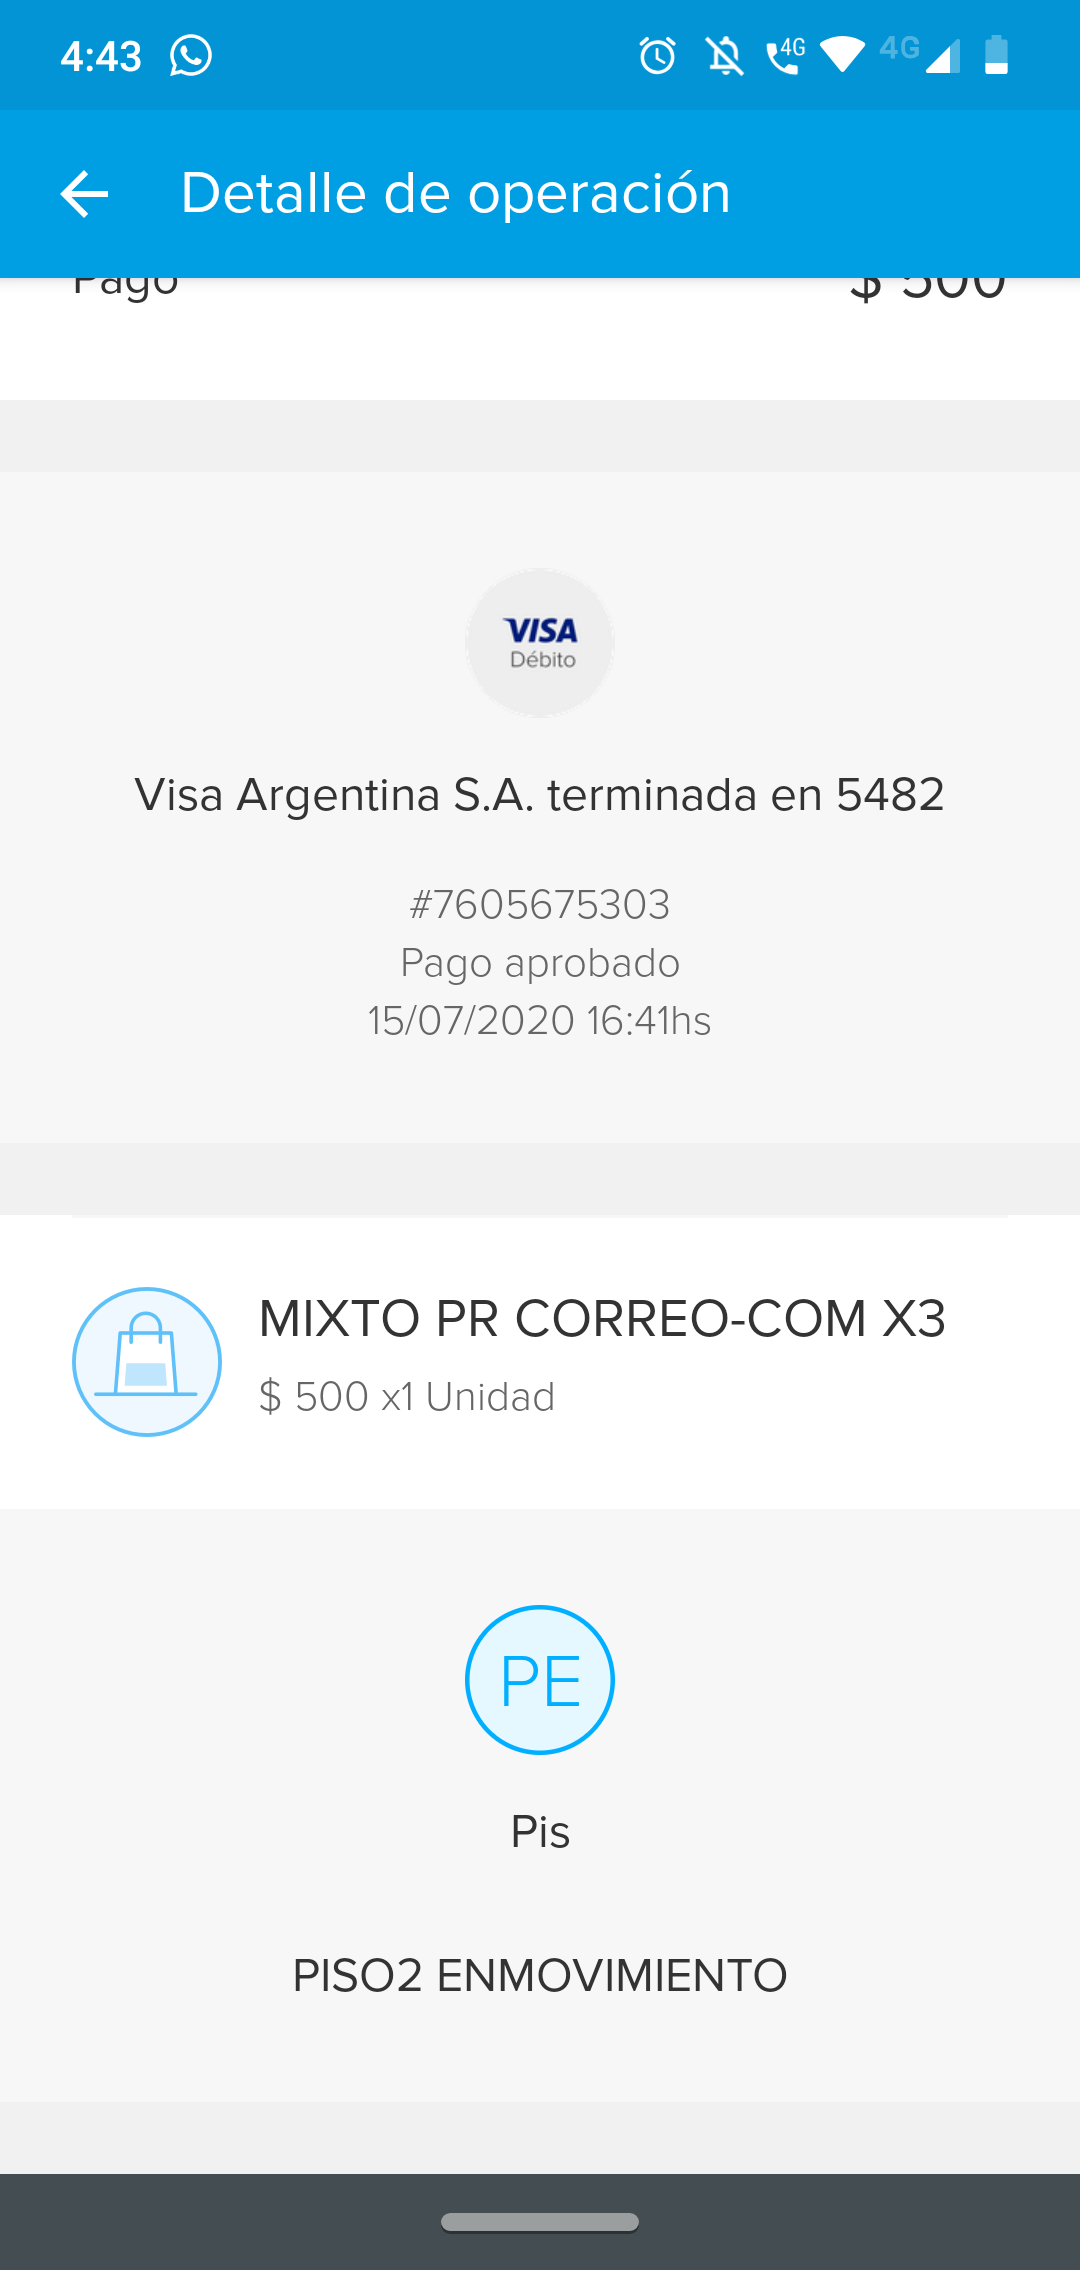 4:43
4G
4G
Detalle de operación
Pago
$ 500
VISA
Débito
Visa Argentina S.A. terminada en 5482
#7605675303
Pago aprobado
15/07/2020 16:41hs
MIXTO PR CORREO-COM X3
$ 500 x1 Unidad
PE
Pis
PISO2 ENMOVIMIENTO